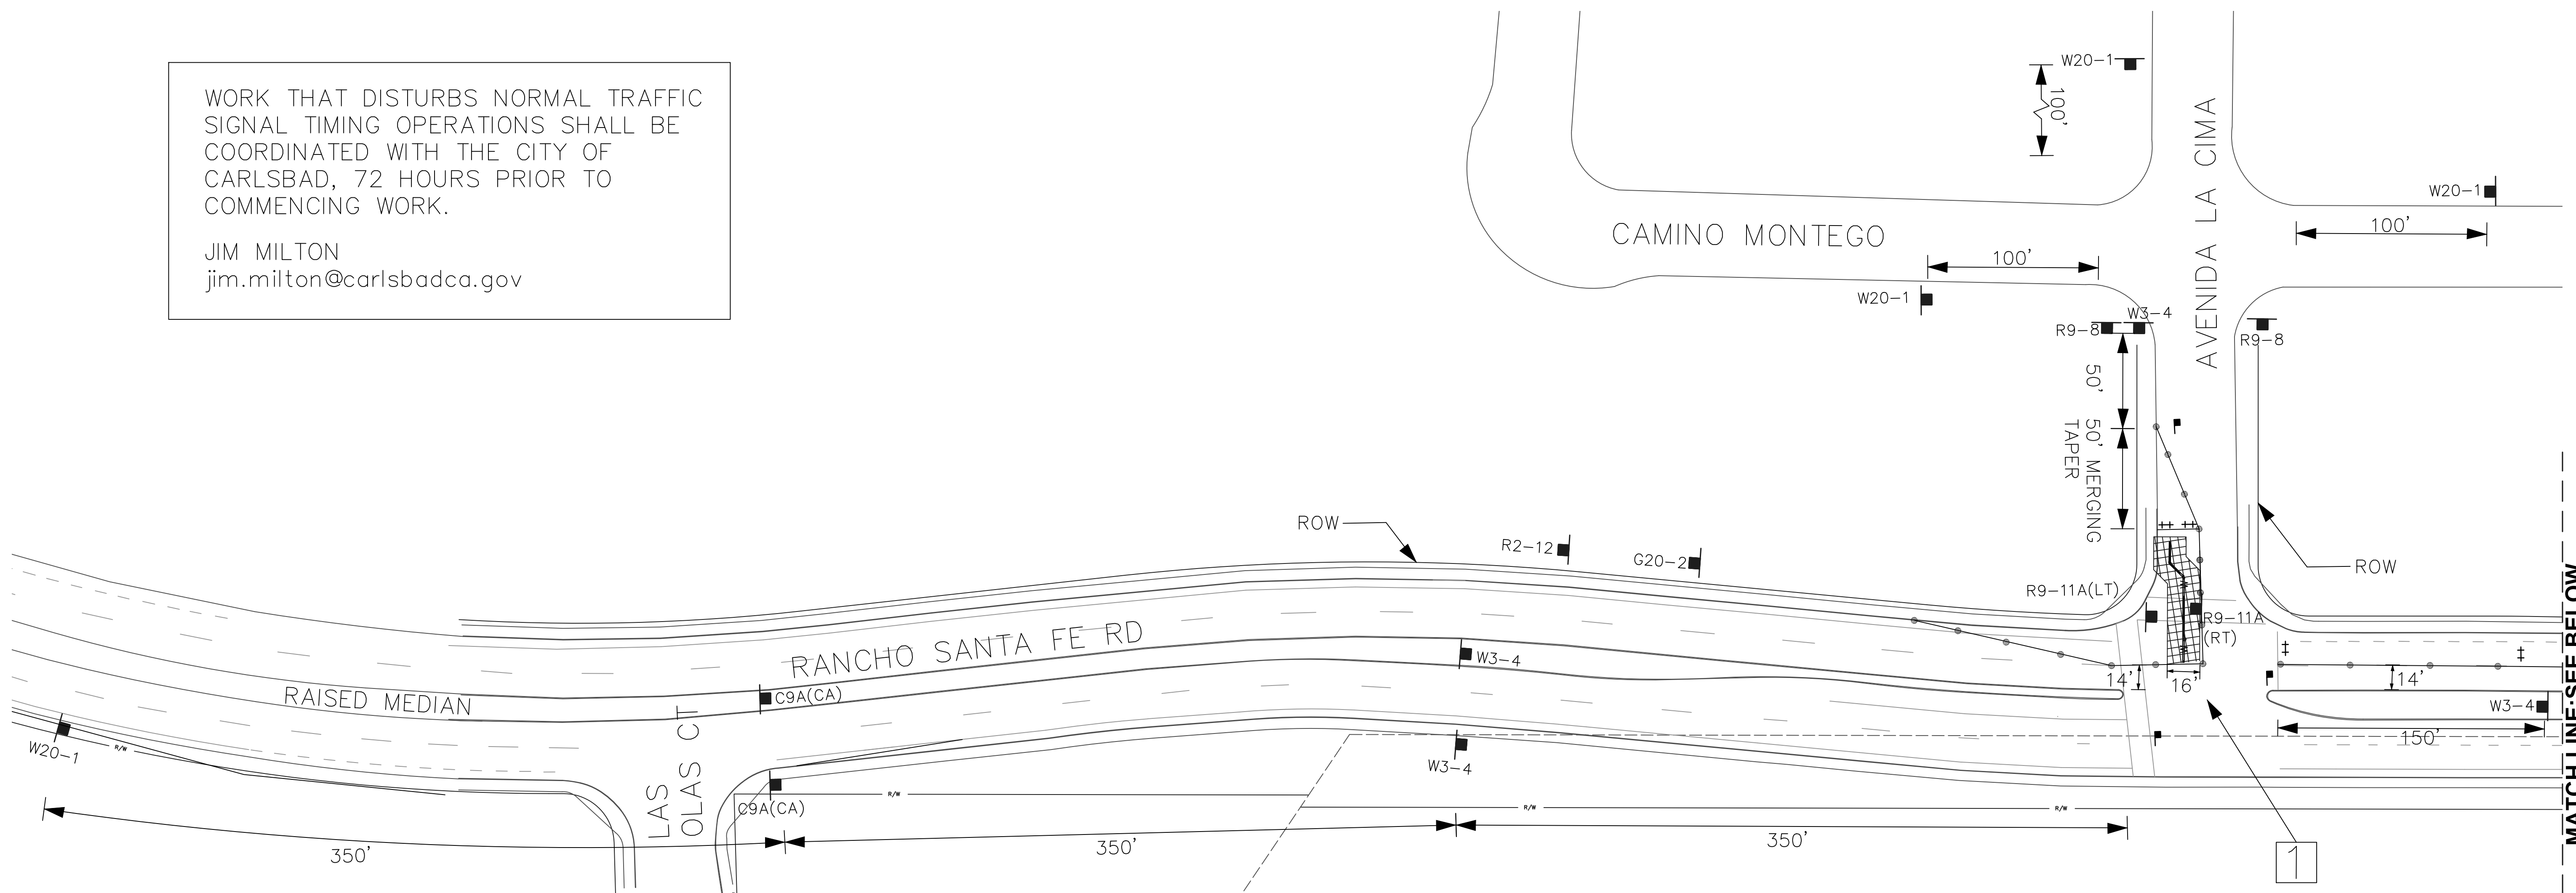 WORK THAT DISTURBS NORMAL TRAFFIC
SIGNAL TIMING OPERATIONS SHALL BE
COORDINATED WITH THE CITY OF
CARLSBAD, 72 HOURS PRIOR TO
COMMENCING WORK.
JIM MILTON
jim.milton@carlsbadca.gov
W20-1
100'
AVENIDA LA CIMA
W20-1
100'
CAMINO MONTEGO
100'
W20-1
W3-4
R9-8
R9-8
50'
50' MERGING
TAPER
ROW
R2-12
G20-2
ROW
R9-11A(LT)
R9-11A
(RT)
RANCHO SANTA FE RD
W3-4
14'
16'
14'
RAISED MEDIAN
C9A(CA)
W3-4
W20-1
R/W
150'
W3-4
LAS
OLAS CT
C9A(CA)
R/W
R/W
R/W
350'
350'
350'
1
MATCH LINE-SEE BELOW